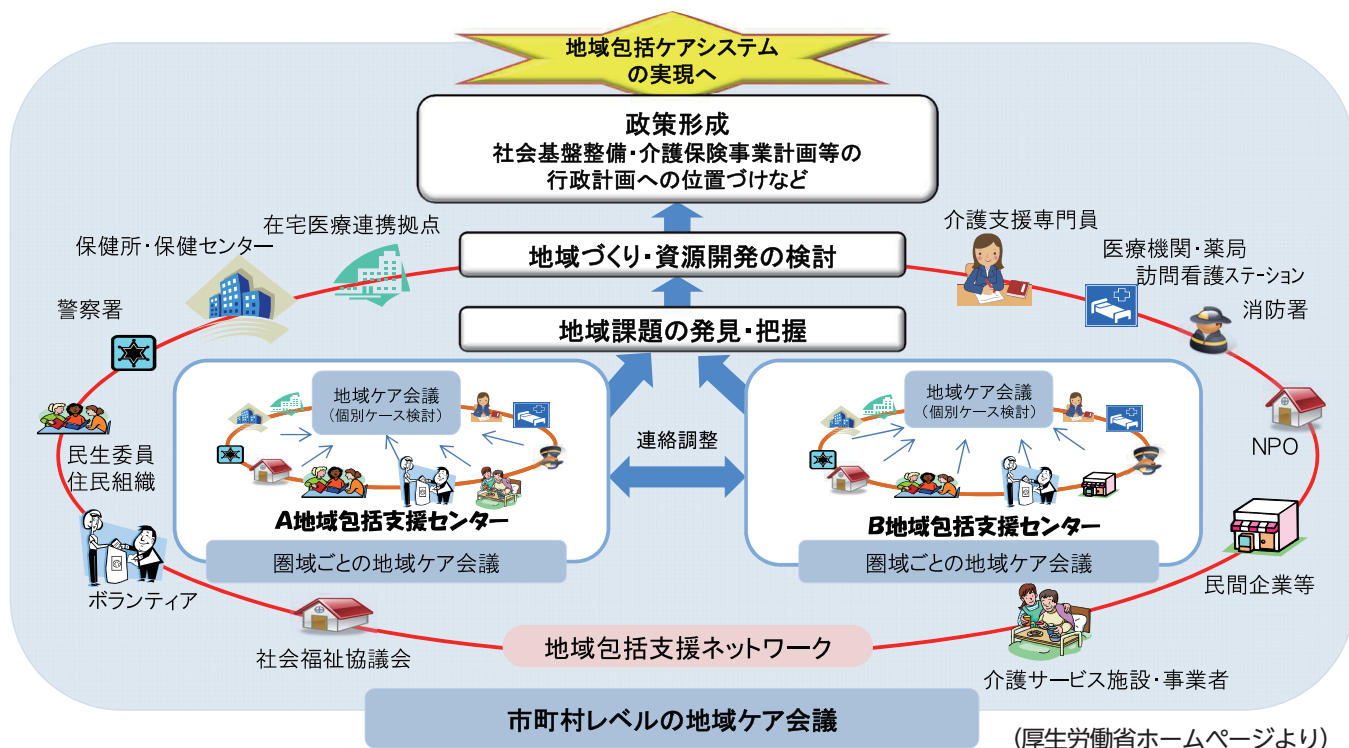 地域包括ケアシステム
の実現へ
政策形成
社会基盤整備・介護保険事業計画等の
行政計画への位置づけなど
在宅医療連携拠点
保健所・保健センター
警察署
介護支援専門員
医療機関・薬局
訪問看護ステーション
消防署
地域づくり・資源開発の検討
地域課題の発見・把握
地域ケア会議
(個別ケース検討)
A地域包括支援センター
圏域ごとの地域ケア会議
連絡調整
地域ケア会議
(個別ケース検討)
B地域包括支援センター
圏域ごとの地域ケア会議
民生委員
住民組織
NPO
ボランティア
民間企業等
社会福祉協議会
地域包括支援ネットワーク
介護サービス施設・事業者
市町村レベルの地域ケア会議
(厚生労働省ホームページより)